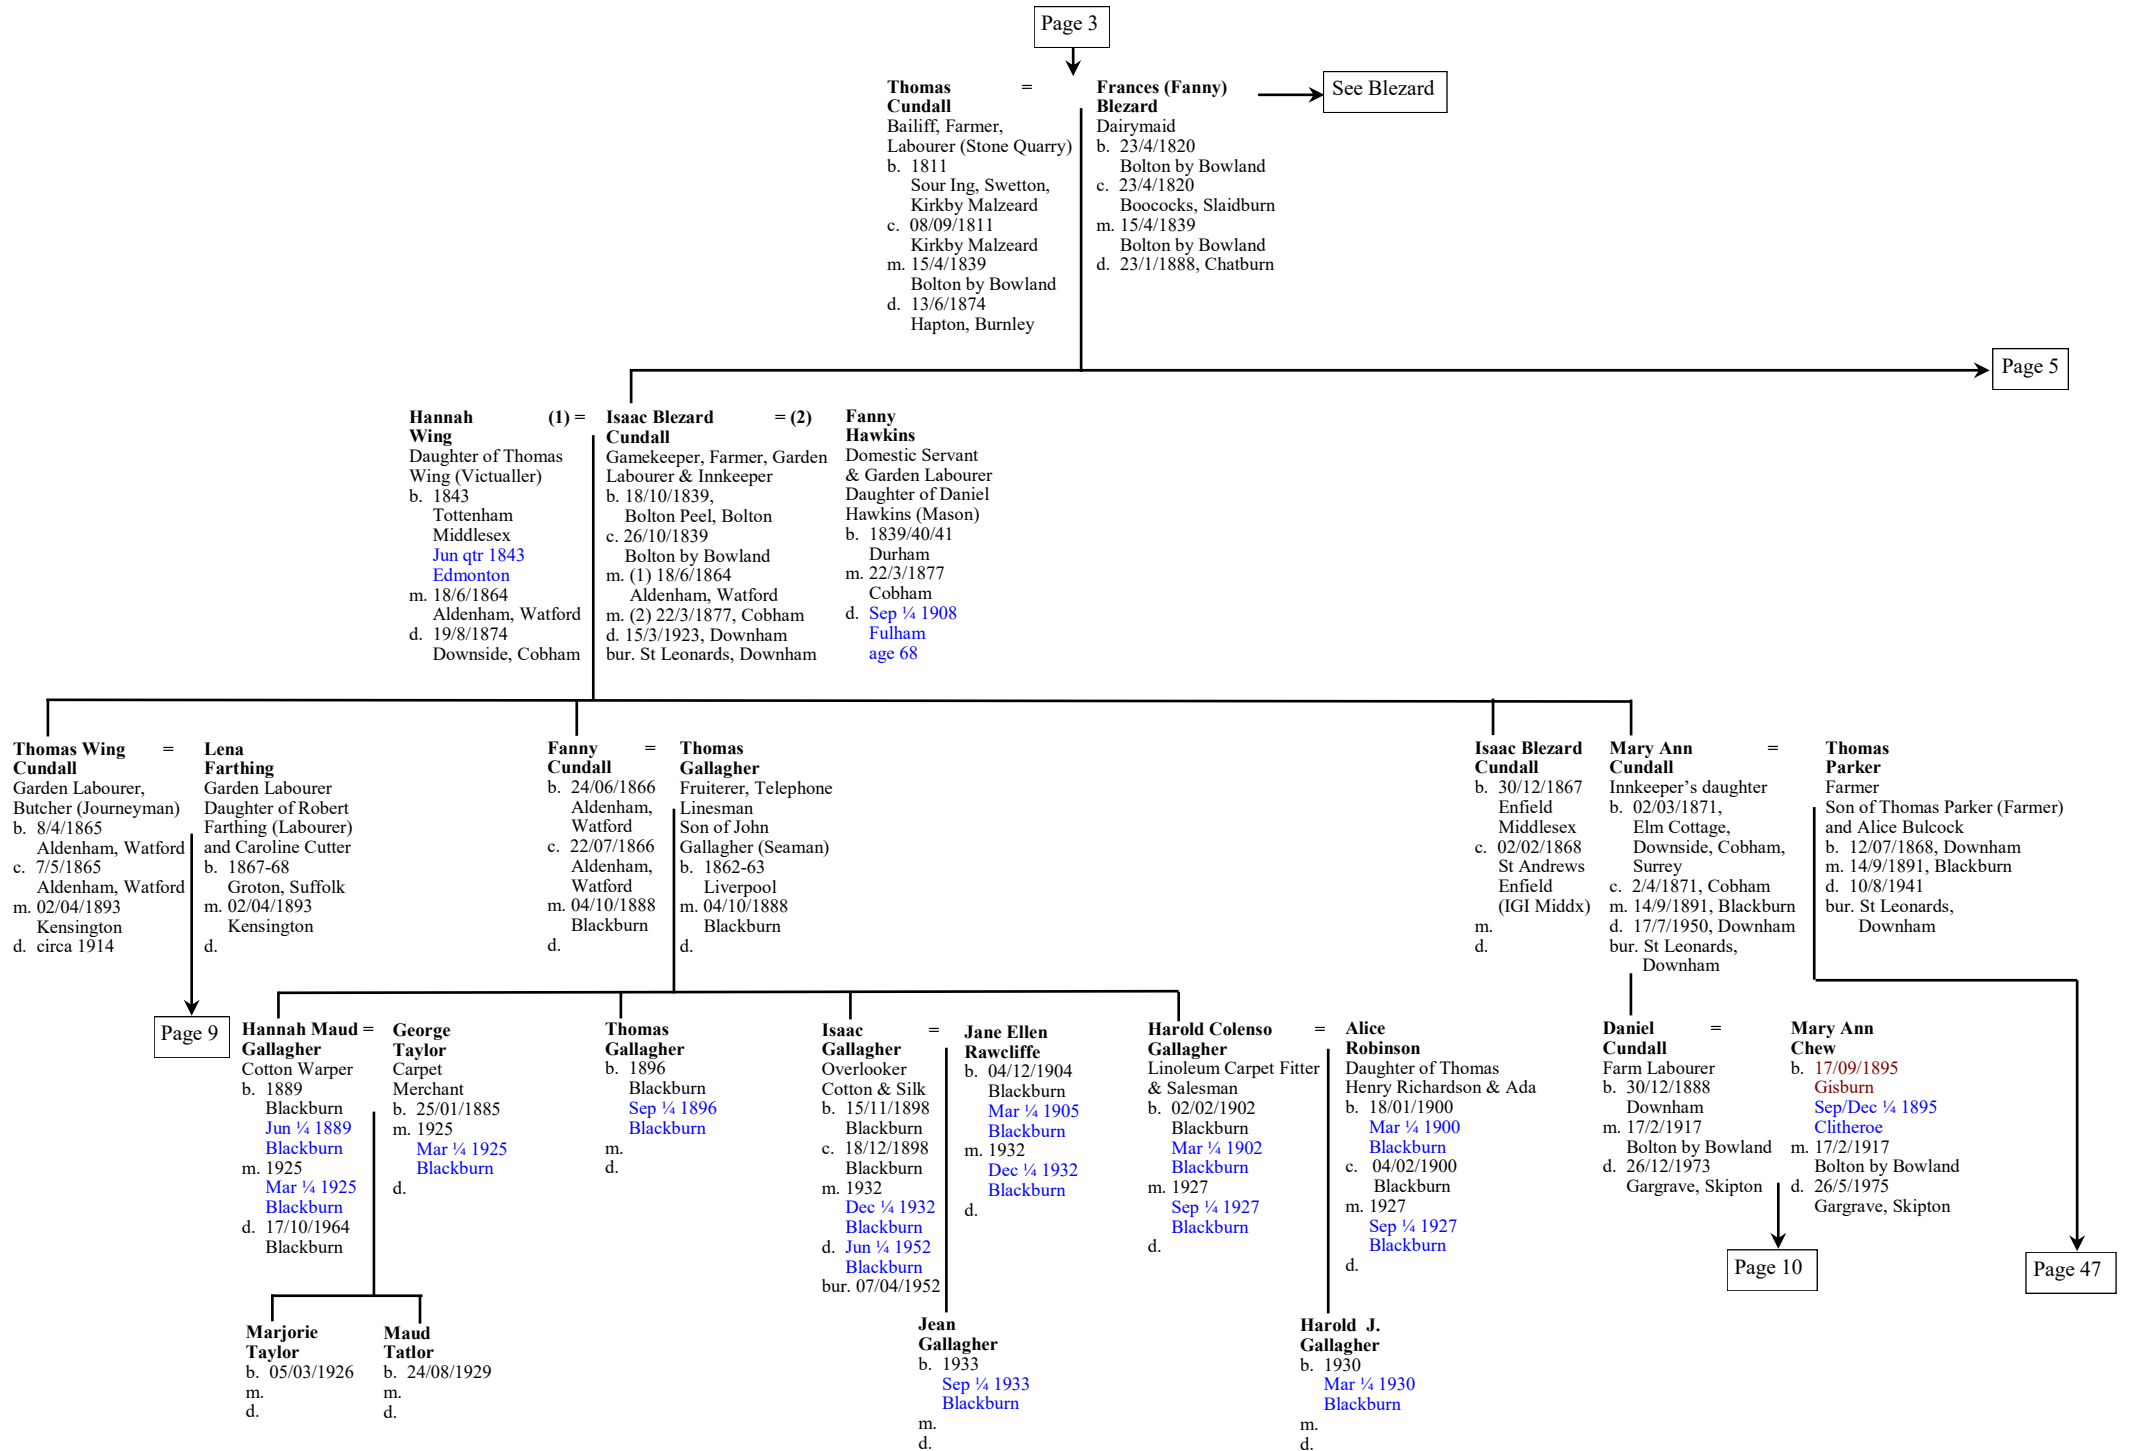 Page 3
Thomas =
Cundall
Bailiff, Farmer,
Labourer (Stone Quarry)
b. 1811
Sour Ing, Swetton,
Kirkby Malzeard
c. 08/09/1811
Kirkby Malzeard
m. 15/4/1839
Bolton by Bowland
d. 13/6/1874
Hapton, Burnley
Frances (Fanny)
Blezard
Dairymaid
b. 23/4/1820
Bolton by Bowland
c. 23/4/1820
Boococks, Slaidburn
m. 15/4/1839
Bolton by Bowland
d. 23/1/1888, Chatburn
See Blezard
Page 5
Hannah (1) =
Wing
Daughter of Thomas
Wing (Victualler)
b. 1843
Tottenham
Middlesex
Jun qtr 1843
Edmonton
m. 18/6/1864
Aldenham, Watford
d. 19/8/1874
Downside, Cobham
Isaac Blezard = (2)
Cundall
Gamekeeper, Farmer, Garden
Labourer & Innkeeper
b. 18/10/1839,
Bolton Peel, Bolton
c. 26/10/1839
Bolton by Bowland
m. (1) 18/6/1864
Aldenham, Watford
m. (2) 22/3/1877, Cobham
d. 15/3/1923, Downham
bur. St Leonards, Downham
Fanny
Hawkins
Domestic Servant
& Garden Labourer
Daughter of Daniel
Hawkins (Mason)
b. 1839/40/41
Durham
m. 22/3/1877
Cobham
d. Sep ¼ 1908
Fulham
age 68
Thomas Wing =
Cundall
Garden Labourer,
Butcher (Journeyman)
b. 8/4/1865
Aldenham, Watford
c. 7/5/1865
Aldenham, Watford
m. 02/04/1893
Kensington
d. circa 1914
Lena
Farthing
Garden Labourer
Daughter of Robert
Farthing (Labourer)
and Caroline Cutter
b. 1867-68
Groton, Suffolk
m. 02/04/1893
Kensington
d.
Fanny =
Cundall
b. 24/06/1866
Aldenham,
Watford
c. 22/07/1866
Aldenham,
Watford
m. 04/10/1888
Blackburn
d.
Thomas
Gallagher
Fruiterer, Telephone
Linesman
Son of John
Gallagher (Seaman)
b. 1862-63
Liverpool
m. 04/10/1888
Blackburn
d.
Isaac Blezard
Cundall
b. 30/12/1867
Enfield
Middlesex
c. 02/02/1868
St Andrews
Enfield
(IGI Middx)
m.
d.
Mary Ann =
Cundall
Innkeeper's daughter
b. 02/03/1871,
Elm Cottage,
Downside, Cobham,
Surrey
c. 2/4/1871, Cobham
m. 14/9/1891, Blackburn
d. 17/7/1950, Downham
bur. St Leonards,
Downham
Thomas
Parker
Farmer
Son of Thomas Parker (Farmer)
and Alice Bulcock
b. 12/07/1868, Downham
m. 14/9/1891, Blackburn
d. 10/8/1941
bur. St Leonards,
Downham
Page 9
Hannah Maud =
Gallagher
Cotton Warper
b. 1889
Blackburn
Jun ¼ 1889
Blackburn
m. 1925
Mar ¼ 1925
Blackburn
d. 17/10/1964
Blackburn
George
Taylor
Carpet
Merchant
b. 25/01/1885
m. 1925
Mar ¼ 1925
Blackburn
d.
Thomas
Gallagher
b. 1896
Blackburn
Sep ¼ 1896
Blackburn
m.
d.
Isaac =
Gallagher
Overlooker
Cotton & Silk
b. 15/11/1898
Blackburn
c. 18/12/1898
Blackburn
m. 1932
Dec ¼ 1932
Blackburn
d. Jun ¼ 1952
Blackburn
bur. 07/04/1952
Jane Ellen
Rawcliffe
b. 04/12/1904
Blackburn
Mar ¼ 1905
Blackburn
m. 1932
Dec ¼ 1932
Blackburn
d.
Harold Colenso =
Gallagher
Linoleum Carpet Fitter
& Salesman
b. 02/02/1902
Blackburn
Mar ¼ 1902
Blackburn
m. 1927
Sep ¼ 1927
Blackburn
d.
Alice
Robinson
Daughter of Thomas
Henry Richardson & Ada
b. 18/01/1900
Mar ¼ 1900
Blackburn
c. 04/02/1900
Blackburn
m. 1927
Sep ¼ 1927
Blackburn
d.
Daniel =
Cundall
Farm Labourer
b. 30/12/1888
Downham
m. 17/2/1917
Bolton by Bowland
d. 26/12/1973
Gargrave, Skipton
Mary Ann
Chew
b. 17/09/1895
Gisburn
Sep/Dec ¼ 1895
Clitheroe
m. 17/2/1917
Bolton by Bowland
d. 26/5/1975
Gargrave, Skipton
Page 10
Page 47
Marjorie
Taylor
b. 05/03/1926
m.
d.
Maud
Tatlor
b. 24/08/1929
m.
d.
Jean
Gallagher
b. 1933
Sep ¼ 1933
Blackburn
m.
d.
Harold J.
Gallagher
b. 1930
Mar ¼ 1930
Blackburn
m.
d.